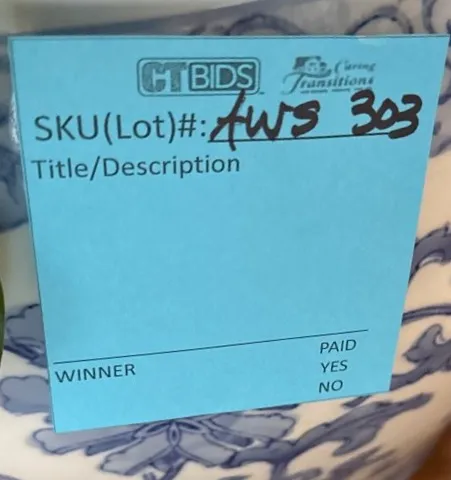 CTBIDS
Caring
Transitions
SKU(Lot)#: AWS 303
Title/Description
PAID
WINNER YES
NO